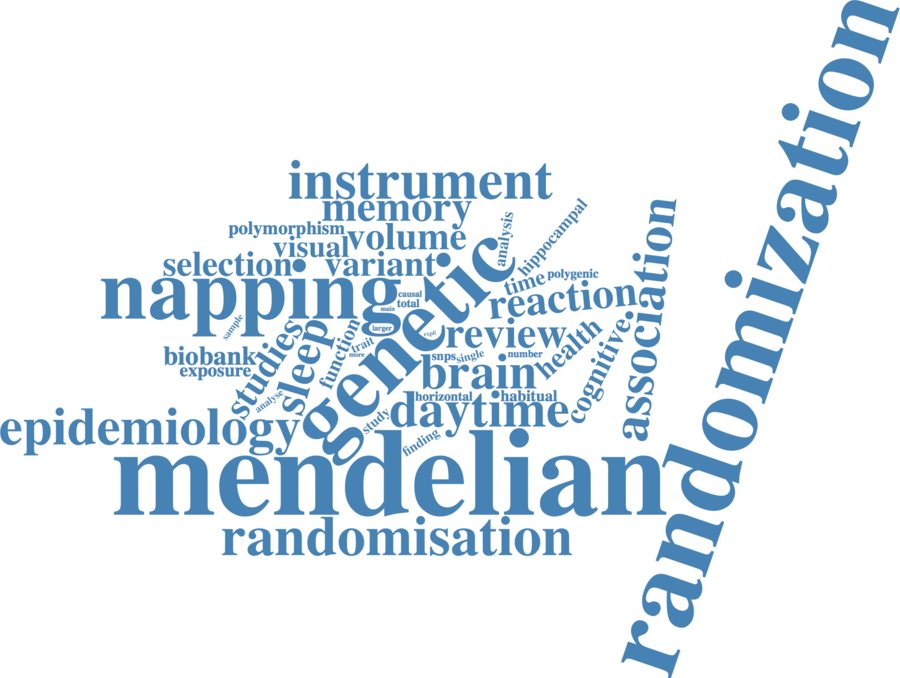 randomization
instrument
memory
polymorphism
visual
volume
analysis
hippocampal
selection
variant
time
polygenic
napping
genetic
causal
total
main
reaction
association
larger
sample
studies
sleep
function
trait
more
review
health
cognitive
biobank
exposure
snps
single
number
brain
analyse
horizontal
habitual
daytime
study
finding
epidemiology
mendelian
randomisation